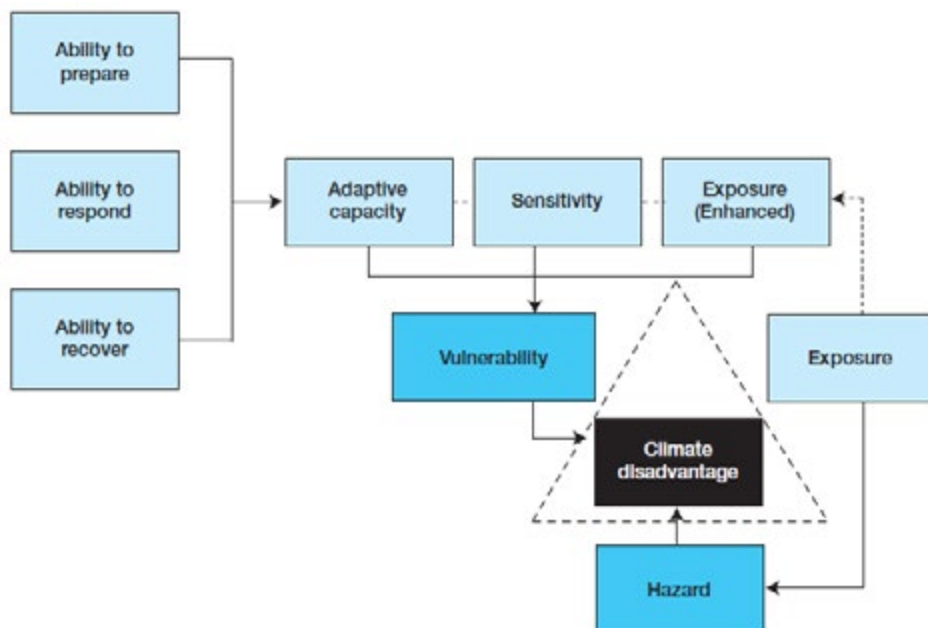 Ability to
prepare
Ability to
respond
Ability to
recover
Adaptive
capacity
Sensitivity
Exposure
(Enhanced)
Vulnerability
Exposure
Climate
disadvantage
Hazard